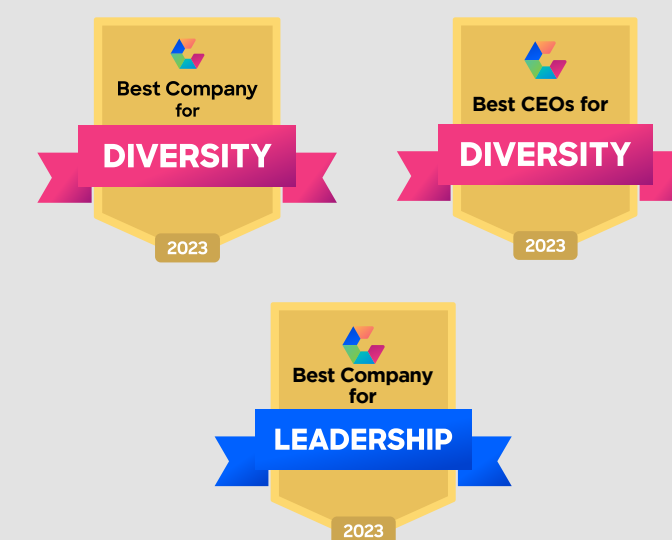 Best Company
for
DIVERSITY
2023
Best CEOs for
DIVERSITY
2023
Best Company
for
LEADERSHIP
2023